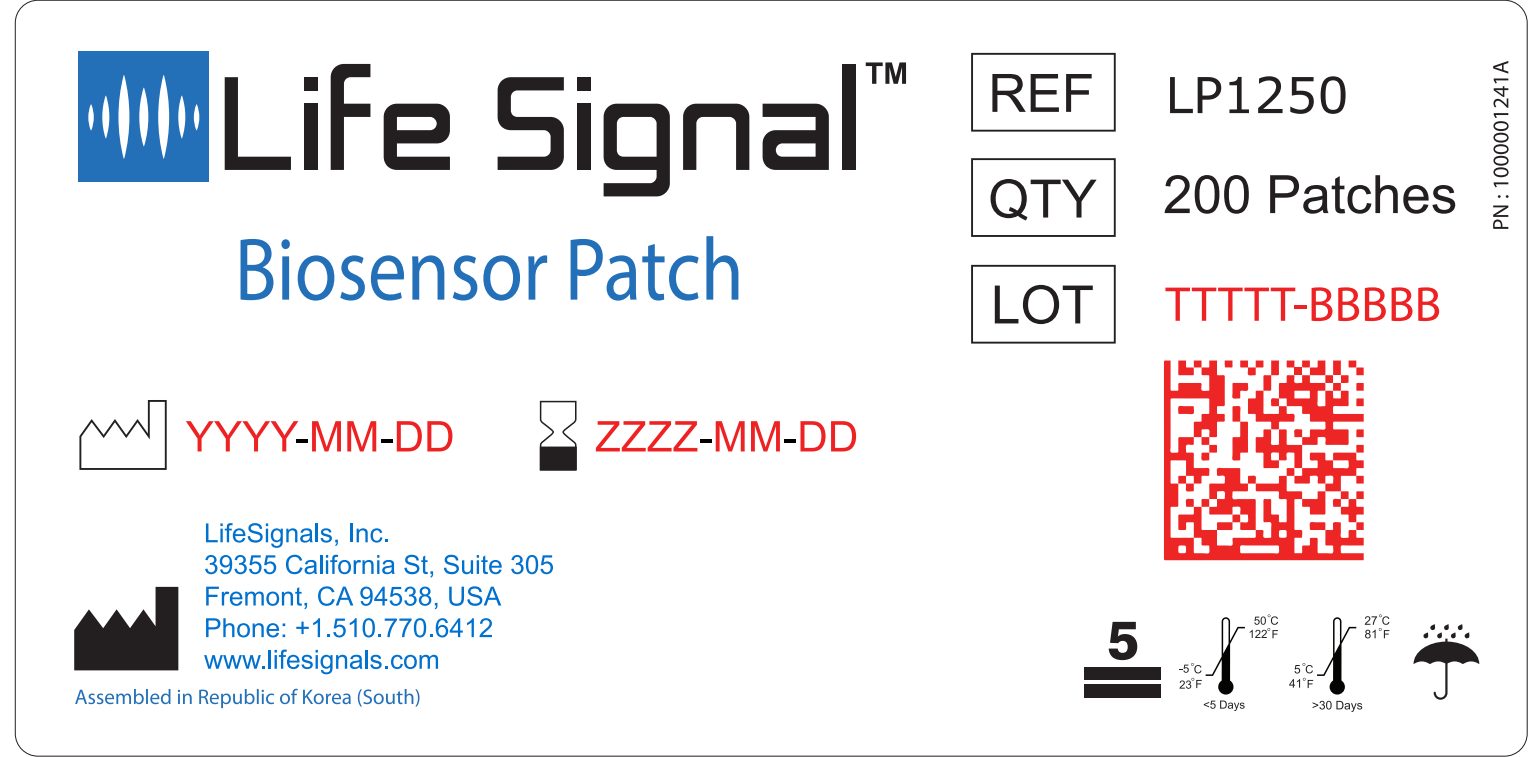 Life Signal™
Biosensor Patch
REF LP1250
QTY 200 Patches
LOT TTTTT-BBBBB
PN : 1000001241A
YYYY-MM-DD
ZZZZ-MM-DD
LifeSignals, Inc.
39355 California St, Suite 305
Fremont, CA 94538, USA
Phone: +1.510.770.6412
www.lifesignals.com
Assembled in Republic of Korea (South)
5
50°C
122°F
-5°C
23°F
<5 Days
27°C
81°F
5°C
41°F
>30 Days